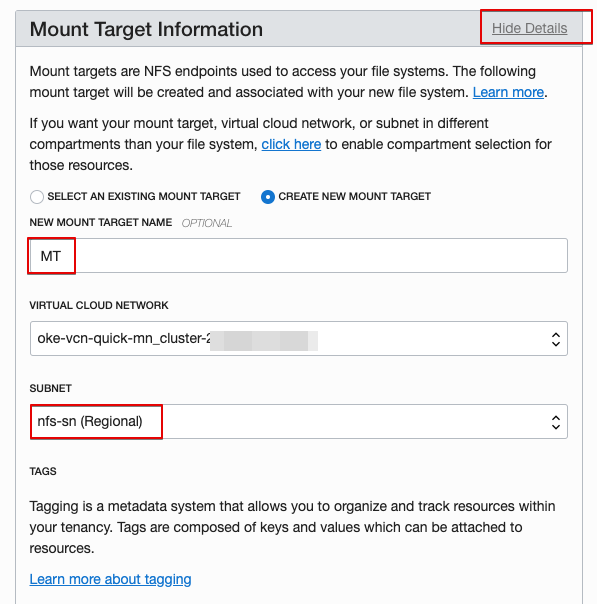 Mount Target Information
Hide Details
Mount targets are NFS endpoints used to access your file systems. The following
mount target will be created and associated with your new file system. Learn more.
If you want your mount target, virtual cloud network, or subnet in different
compartments than your file system, click here to enable compartment selection for
those resources.
SELECT AN EXISTING MOUNT TARGET
CREATE NEW MOUNT TARGET
NEW MOUNT TARGET NAME OPTIONAL
MT
VIRTUAL CLOUD NETWORK
oke-vcn-quick-mn_cluster-
SUBNET
nfs-sn (Regional)
TAGS
Tagging is a metadata system that allows you to organize and track resources within
your tenancy. Tags are composed of keys and values which can be attached to
resources.
Learn more about tagging